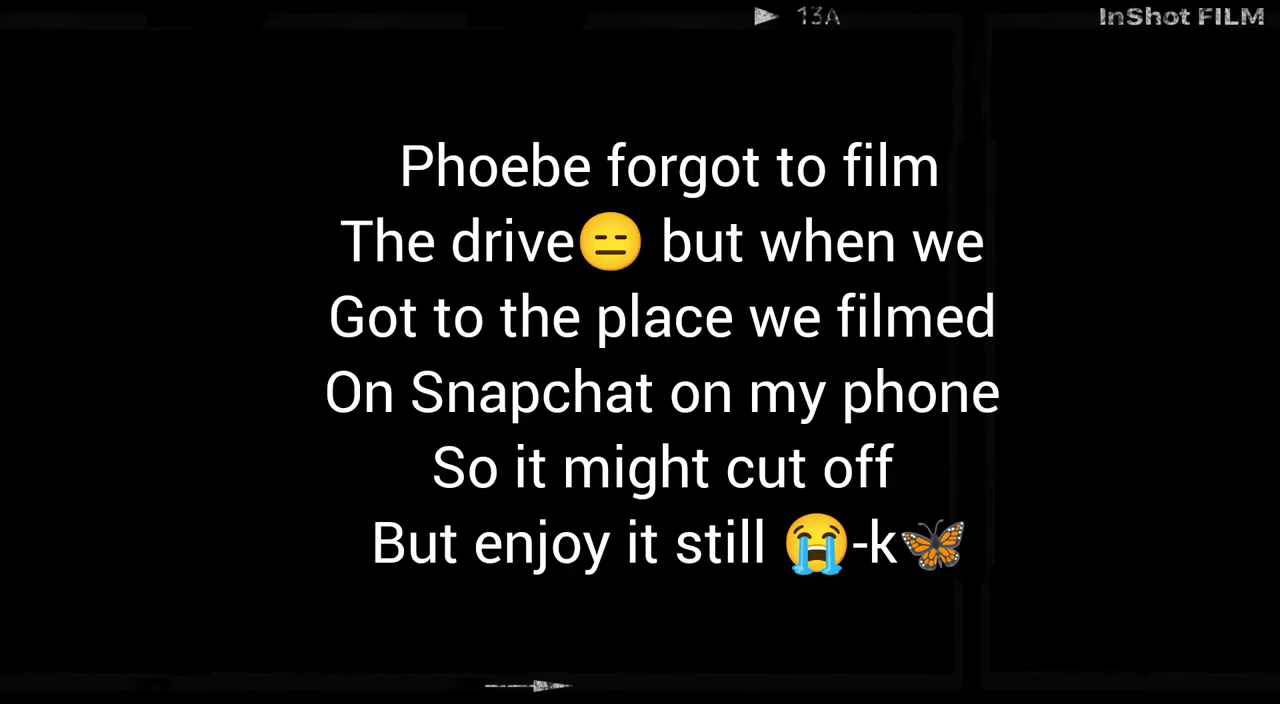 13A
InShot FILM
Phoebe forgot to film
The drive😑 but when we
Got to the place we filmed
On Snapchat on my phone
So it might cut off
But enjoy it still 😭-k🦋